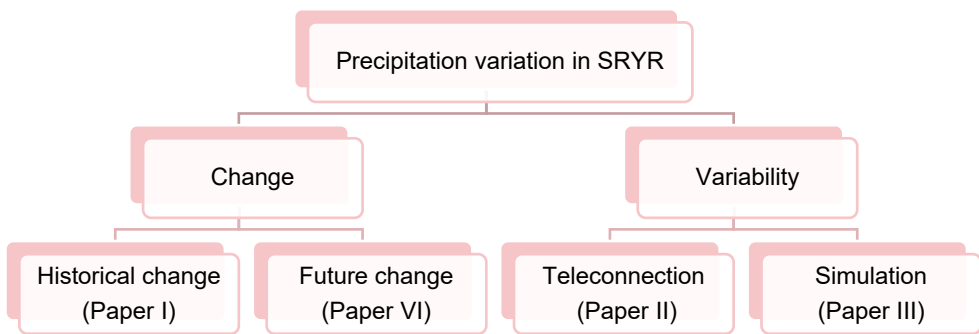 Precipitation variation in SRYR
Change
Variability
Historical change
(Paper I)
Future change
(Paper VI)
Teleconnection
(Paper II)
Simulation
(Paper III)